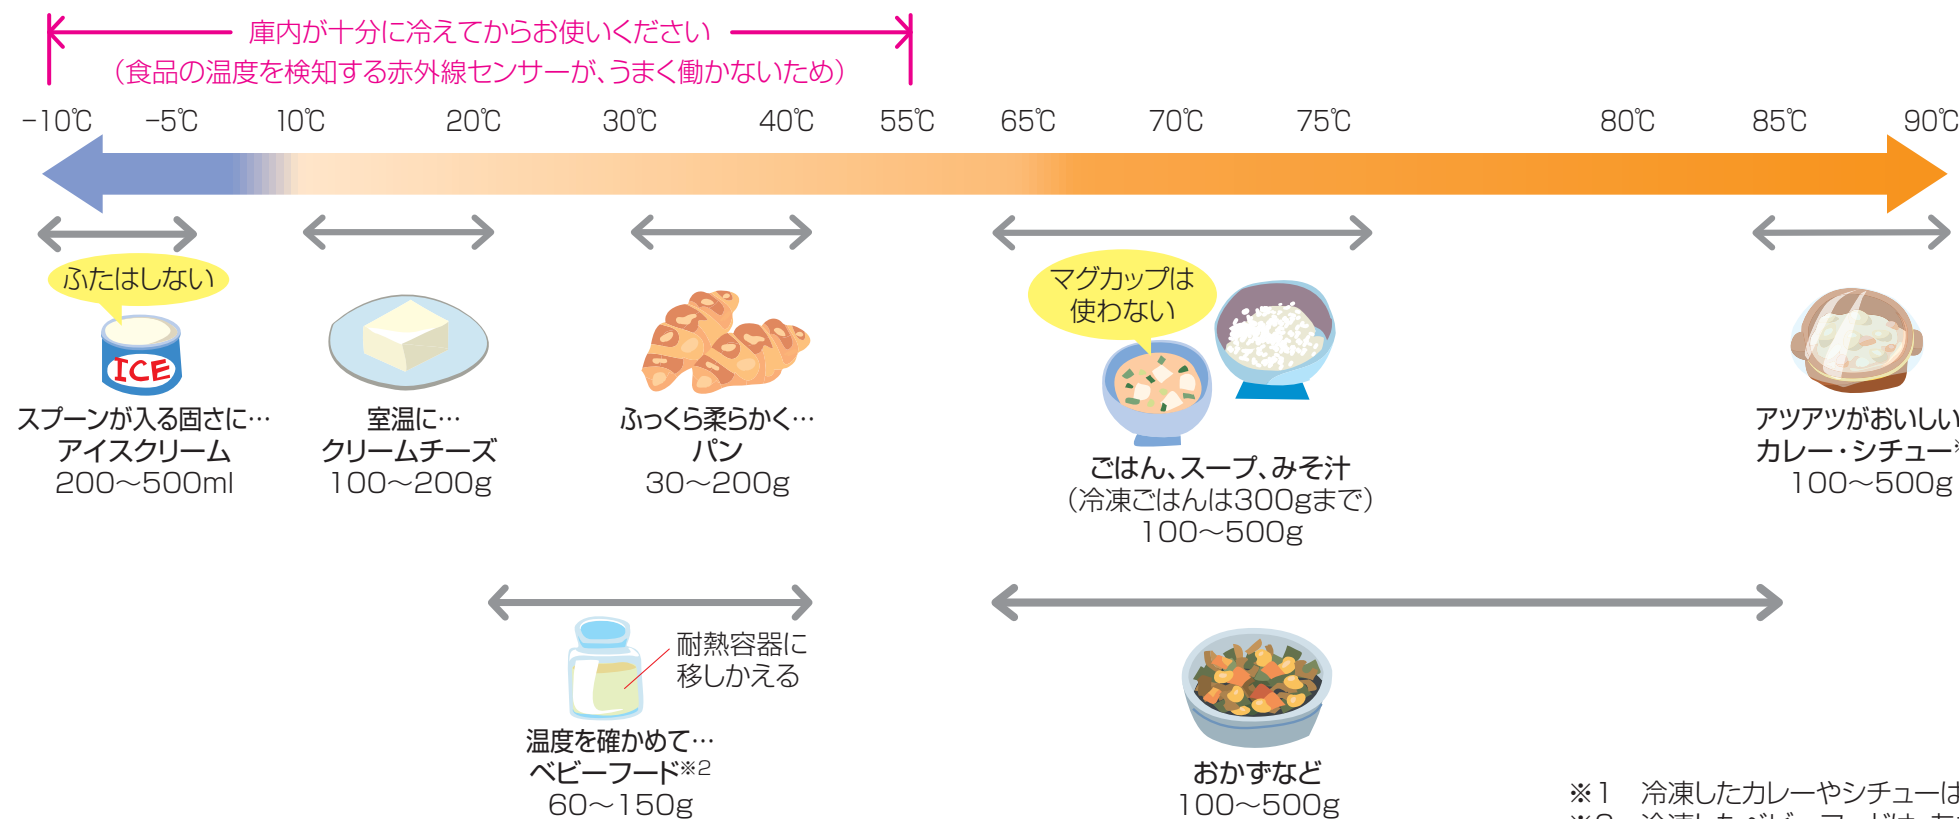 庫内が十分に冷えてからお使いください
（食品の温度を検知する赤外線センサーが、うまく働かないため）
−10℃ −5℃ 10℃ 20℃ 30℃ 40℃ 55℃ 65℃ 70℃ 75℃ 80℃ 85℃ 90℃
ふたはしない
ICE
スプーンが入る固さに…
アイスクリーム
200〜500ml
室温に…
クリームチーズ
100〜200g
ふっくら柔らかく…
パン
30〜200g
マグカップは
使わない
ごはん、スープ、みそ汁
（冷凍ごはんは300gまで）
100〜500g
アツアツがおいしい
カレー・シチュー
100〜500g
耐熱容器に
移しかえる
温度を確かめて…
ベビーフード※2
60〜150g
おかずなど
100〜500g
※1 冷凍したカレーやシチューは